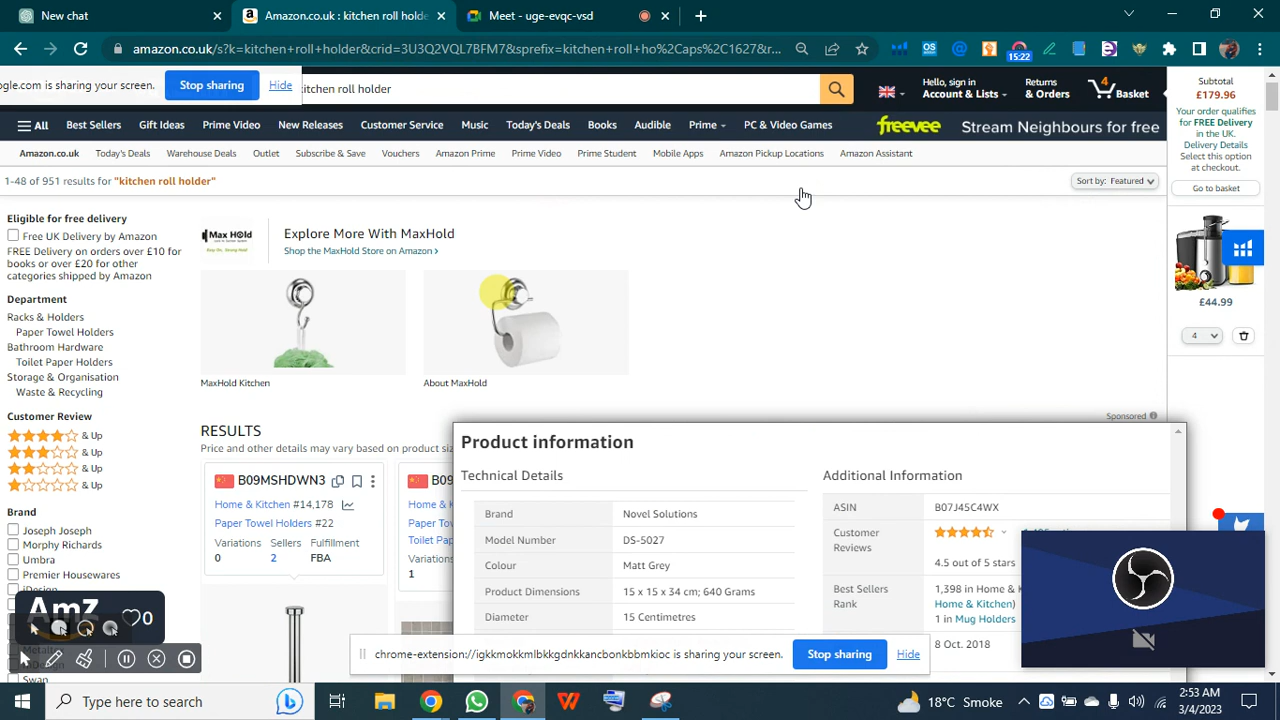 New chat
Amazon.co.uk : kitchen roll holde
Meet - uge-evqc-vsd
amazon.co.uk/s?k=kitchen+roll+holder&crid=3U3Q2VQL7BFM7&sprefix=kitchen+roll+ho%2Caps%2C1627&r...
15:22
ogle.com is sharing your screen.
Stop sharing
Hide
kitchen roll holder
Hello, sign in
Account & Lists
Returns
& Orders
4
Basket
All
Best Sellers
Gift Ideas
Prime Video
New Releases
Customer Service
Music
Today's Deals
Books
Audible
Prime
PC & Video Games
freevee
Stream Neighbours for free
Amazon.co.uk
Today's Deals
Warehouse Deals
Outlet
Subscribe & Save
Vouchers
Amazon Prime
Prime Video
Prime Student
Mobile Apps
Amazon Pickup Locations
Amazon Assistant
1-48 of 951 results for "kitchen roll holder"
Sort by: Featured
Subtotal
£179.96
Your order qualifies
for FREE Delivery
in the UK.
Delivery Details
Select this option
at checkout.
Go to basket
£44.99
4
Eligible for free delivery
Free UK Delivery by Amazon
FREE Delivery on orders over £10 for
books or over £20 for other
categories shipped by Amazon
Department
Racks & Holders
Paper Towel Holders
Bathroom Hardware
Toilet Paper Holders
Storage & Organisation
Waste & Recycling
Customer Review
& Up
& Up
& Up
& Up
Brand
Joseph Joseph
Morphy Richards
Umbra
Premier Housewares
iDesign
Swan
Max Hold
Explore More With MaxHold
Shop the MaxHold Store on Amazon ›
MaxHold Kitchen
About MaxHold
Sponsored
RESULTS
Price and other details may vary based on product si
B09MSHDWN3
Home & Kitchen #14,178
Paper Towel Holders #22
Variations
0
Sellers
2
Fulfillment
FBA
B0
Home &
Paper Tow
Toilet Pap
Variations
1
Product information
Technical Details
Brand
Novel Solutions
Model Number
DS-5027
Colour
Matt Grey
Product Dimensions
15 x 15 x 34 cm; 640 Grams
Diameter
15 Centimetres
Additional Information
ASIN
B07J45C4WX
Customer
Reviews
4.5 out of 5 stars
Best Sellers
Rank
1,398 in Home & K
Home & Kitchen)
1 in Mug Holders
8 Oct. 2018
Amz
0
chrome-extension://igkkmokkmlbkkgdnkkancbonkbbmkioc is sharing your screen.
Stop sharing
Hide
Type here to search
18°C Smoke
2:53 AM
3/4/2023